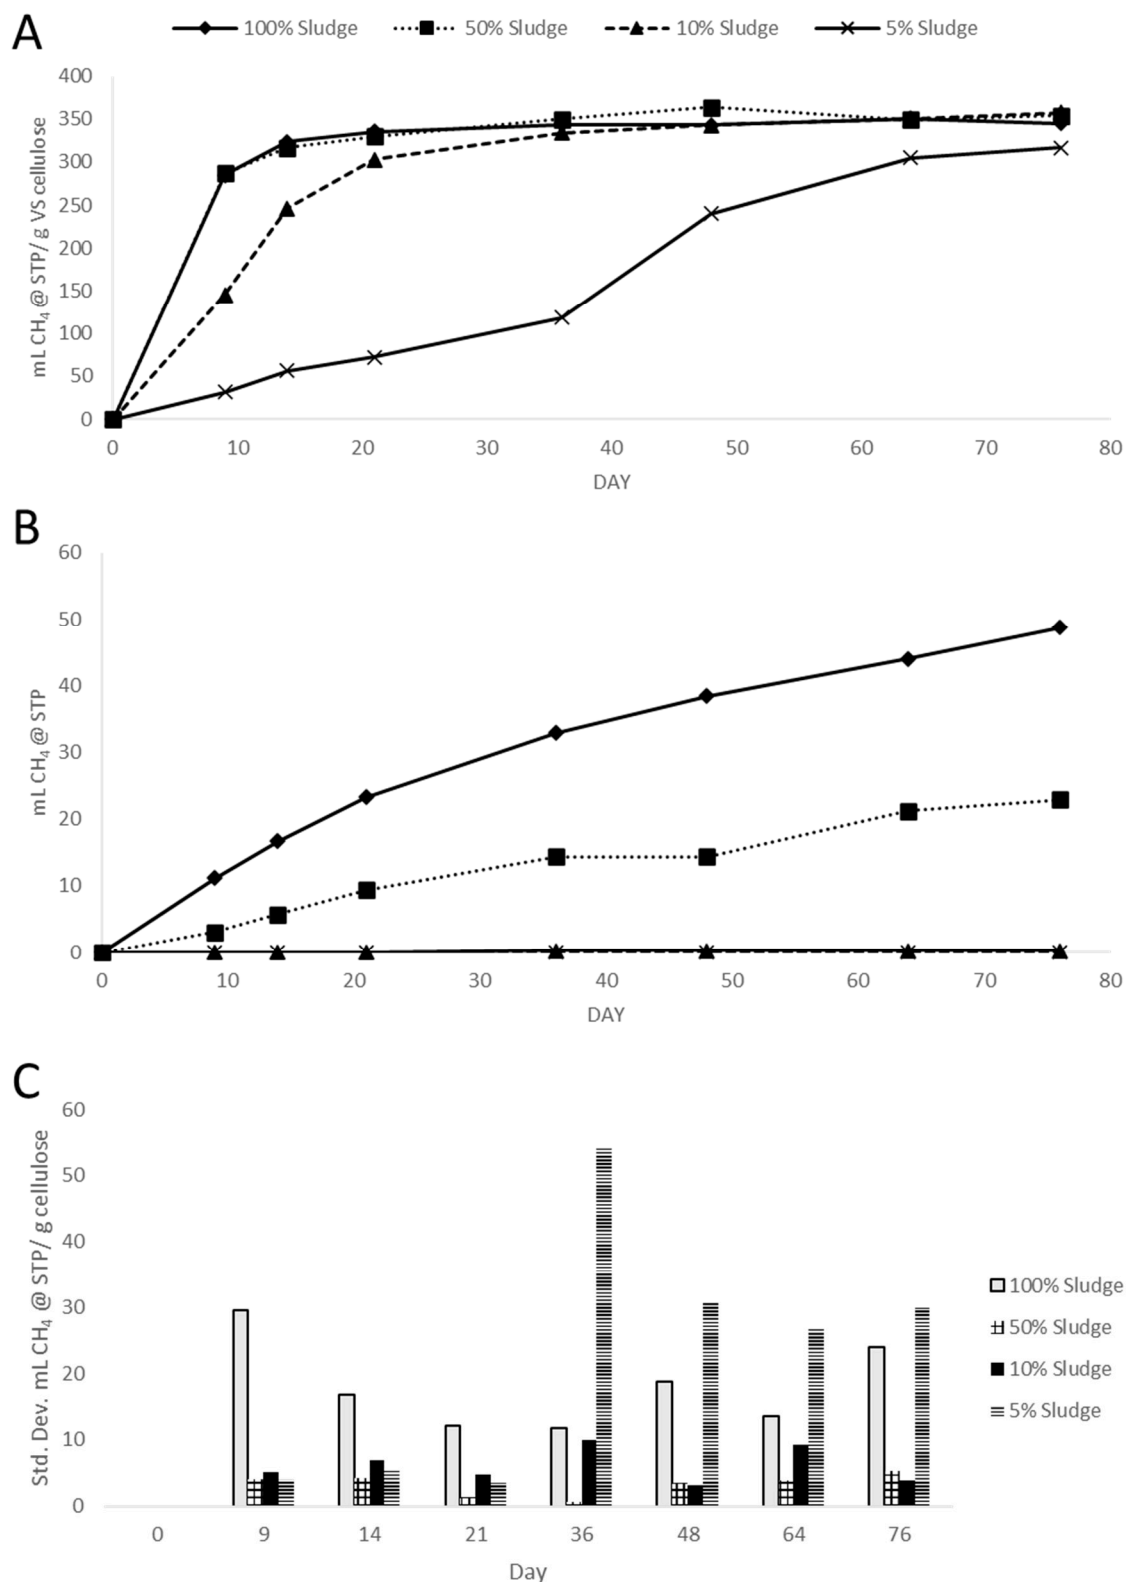 A
100% Sludge 50% Sludge 10% Sludge 5% Sludge
mL CH₄ @ STP/ g VS cellulose
400
350
300
250
200
150
100
50
0
0 10 20 30 40 50 60 70 80
DAY
B
mL CH₄ @ STP
60
50
40
30
20
10
0
0 10 20 30 40 50 60 70 80
DAY
C
Std. Dev. mL CH₄ @ STP/ g cellulose
60
50
40
30
20
10
0
0 9 14 21 36 48 64 76
Day
100% Sludge
50% Sludge
10% Sludge
5% Sludge